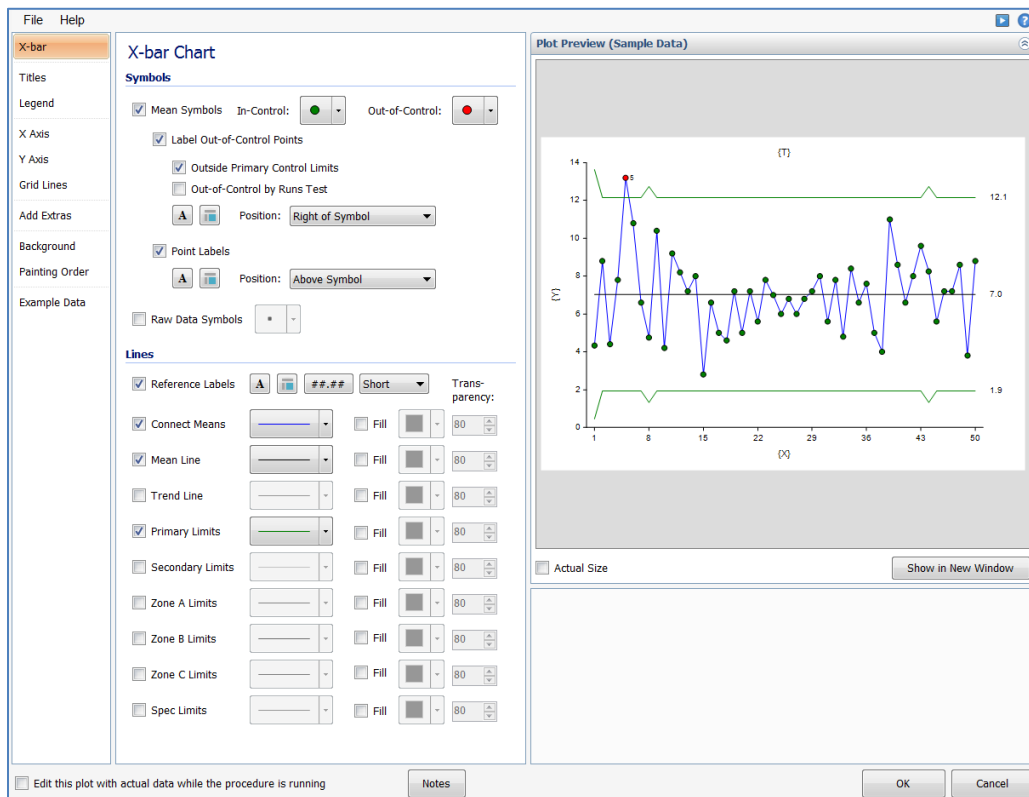 File Help
X-bar
Titles
Legend
X Axis
Y Axis
Grid Lines
Add Extras
Background
Painting Order
Example Data
X-bar Chart
Symbols
Mean Symbols In-Control: Out-of-Control:
Label Out-of-Control Points
Outside Primary Control Limits
Out-of-Control by Runs Test
A Position: Right of Symbol
Point Labels
A Position: Above Symbol
Raw Data Symbols
Lines
Reference Labels A ##.## Short Trans-
parency:
Connect Means Fill 80
Mean Line Fill 80
Trend Line Fill 80
Primary Limits Fill 80
Secondary Limits Fill 80
Zone A Limits Fill 80
Zone B Limits Fill 80
Zone C Limits Fill 80
Spec Limits Fill 80
Plot Preview (Sample Data)
{T}
14
12
10
8
6
4
2
0
{Y}
5
12.1
7.0
1.9
1 8 15 22 29 36 43 50
{X}
Actual Size Show in New Window
Edit this plot with actual data while the procedure is running Notes OK Cancel